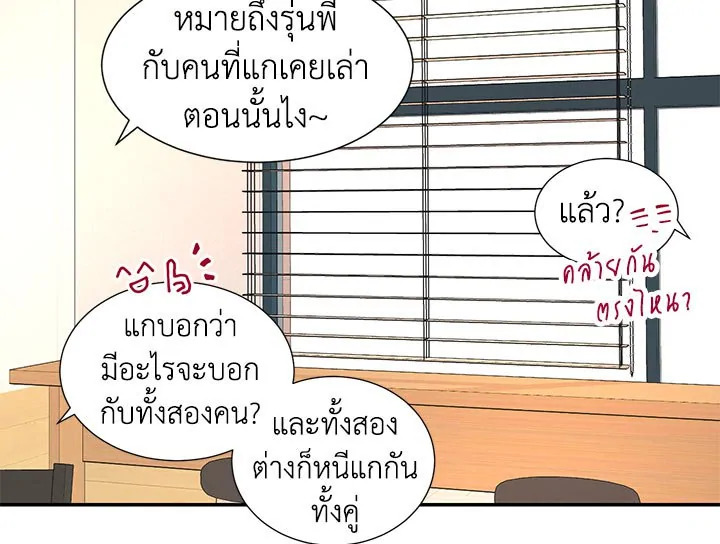 หมายถึงรุ่นพี่
กับคนที่แกเคยเล่า
ตอนนั้นไง~
แล้ว?
คล้ายกัน
ตรงไหน?
แกบอกว่า
มีอะไรจะบอก
กับทั้งสองคน?
และทั้งสอง
ต่างก็หนีแกกัน
ทั้งคู่